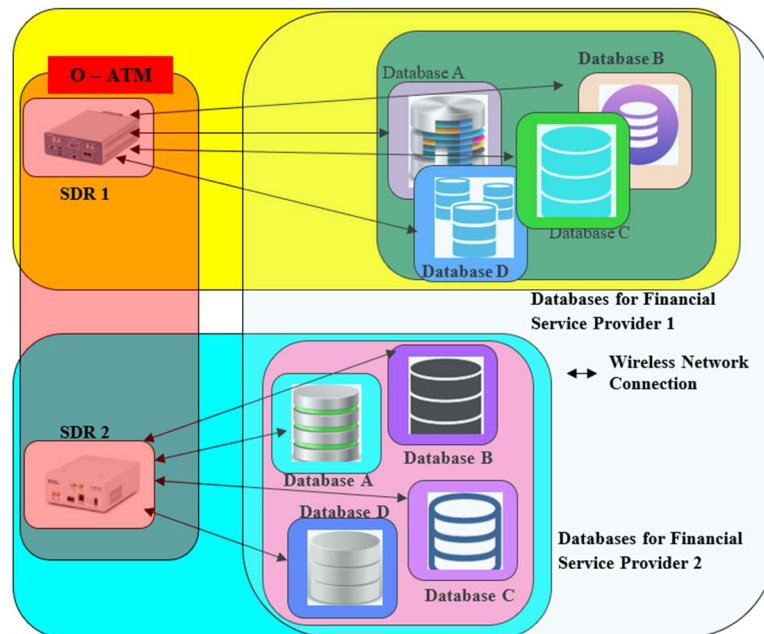 O – ATM
SDR 1
Database A
Database B
Database C
Database D
Databases for Financial
Service Provider 1
Wireless Network
Connection
SDR 2
Database A
Database B
Database D
Database C
Databases for Financial
Service Provider 2